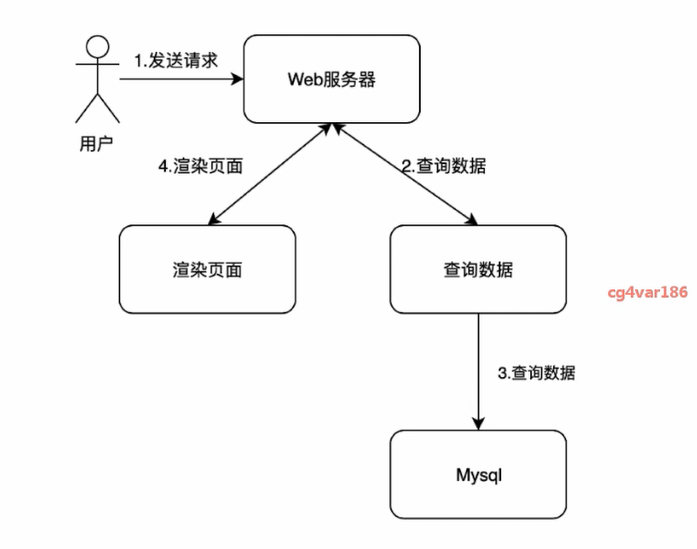 1.发送请求
Web服务器
用户
4.渲染页面
2.查询数据
渲染页面
查询数据
cg4var186
3.查询数据
Mysql